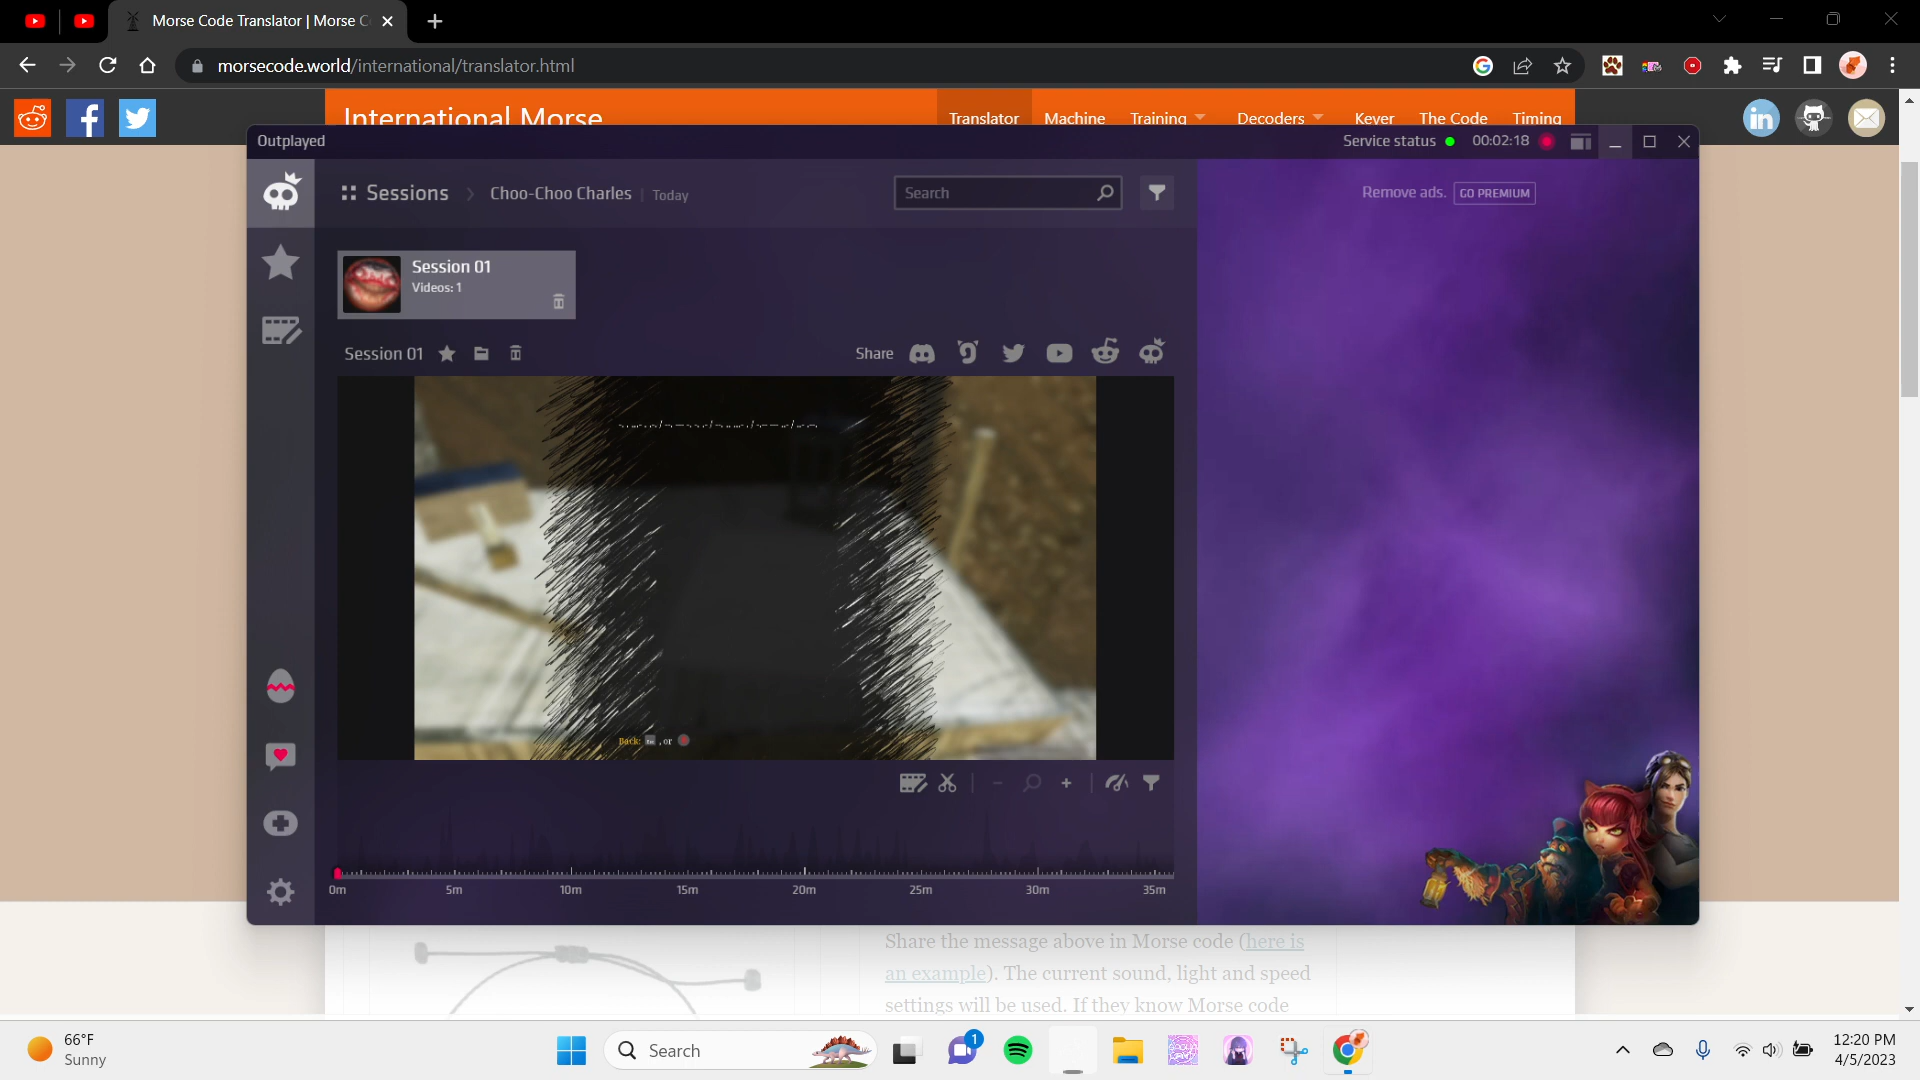 Morse Code Translator | Morse C
morsecode.world/international/translator.html
International Morse
Translator Machine Training Decoders Keyer The Code Timing
Outplayed
Service status 00:02:18
Sessions Choo-Choo Charles Today
Search
Remove ads. GO PREMIUM
Session 01
Videos: 1
Session 01
Share
Back: , or
0m 5m 10m 15m 20m 25m 30m 35m
Share the message above in Morse code (here is
an example). The current sound, light and speed
settings will be used. If they know Morse code
66°F
Sunny
Search
1
12:20 PM
4/5/2023